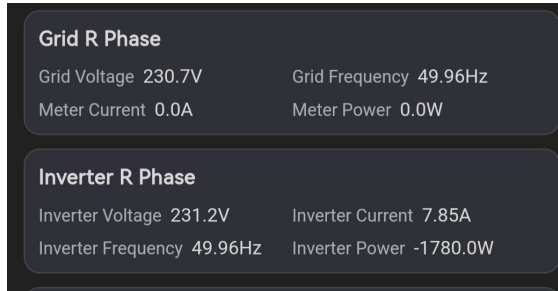 Grid R Phase
Grid Voltage 230.7V Grid Frequency 49.96Hz
Meter Current 0.0A Meter Power 0.0W
Inverter R Phase
Inverter Voltage 231.2V Inverter Current 7.85A
Inverter Frequency 49.96Hz Inverter Power -1780.0W